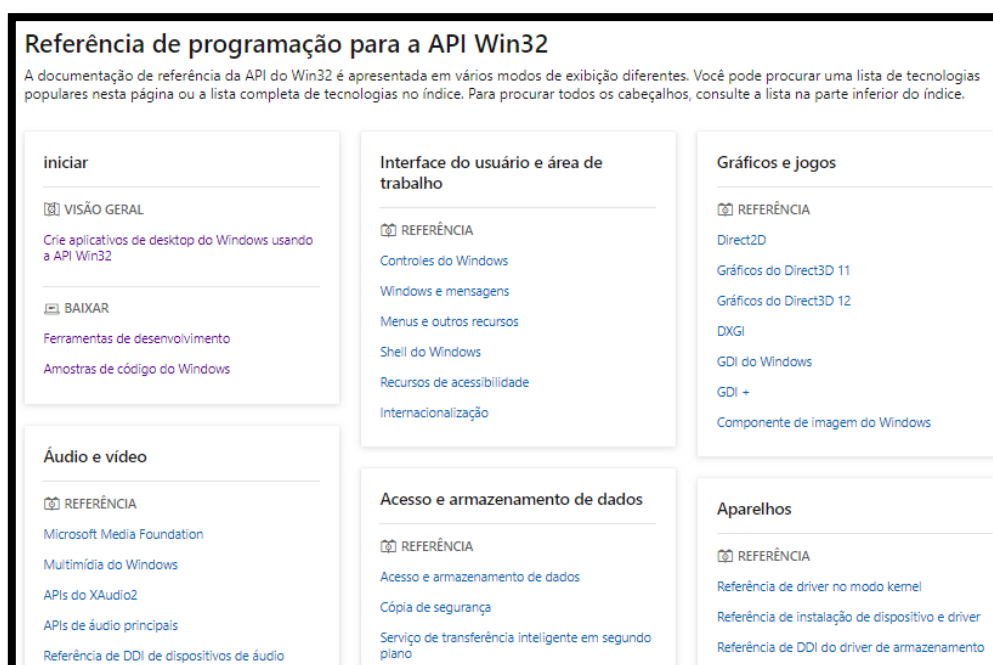 Referência de programação para a API Win32
A documentação de referência da API do Win32 é apresentada em vários modos de exibição diferentes. Você pode procurar uma lista de tecnologias
populares nesta página ou a lista completa de tecnologias no índice. Para procurar todos os cabeçalhos, consulte a lista na parte inferior do índice.
iniciar
VISÃO GERAL
Crie aplicativos de desktop do Windows usando
a API Win32
BAIXAR
Ferramentas de desenvolvimento
Amostras de código do Windows
Áudio e vídeo
REFERÊNCIA
Microsoft Media Foundation
Multimídia do Windows
APIs do XAudio2
APIs de áudio principais
Referência de DDI de dispositivos de áudio
Interface do usuário e área de
trabalho
REFERÊNCIA
Controles do Windows
Windows e mensagens
Menus e outros recursos
Shell do Windows
Recursos de acessibilidade
Internacionalização
Acesso e armazenamento de dados
REFERÊNCIA
Acesso e armazenamento de dados
Cópia de segurança
Serviço de transferência inteligente em segundo
plano
Gráficos e jogos
REFERÊNCIA
Direct2D
Gráficos do Direct3D 11
Gráficos do Direct3D 12
DXGI
GDI do Windows
GDI +
Componente de imagem do Windows
Aparelhos
REFERÊNCIA
Referência de driver no modo kernel
Referência de instalação de dispositivo e driver
Referência de DDI do driver de armazenamento